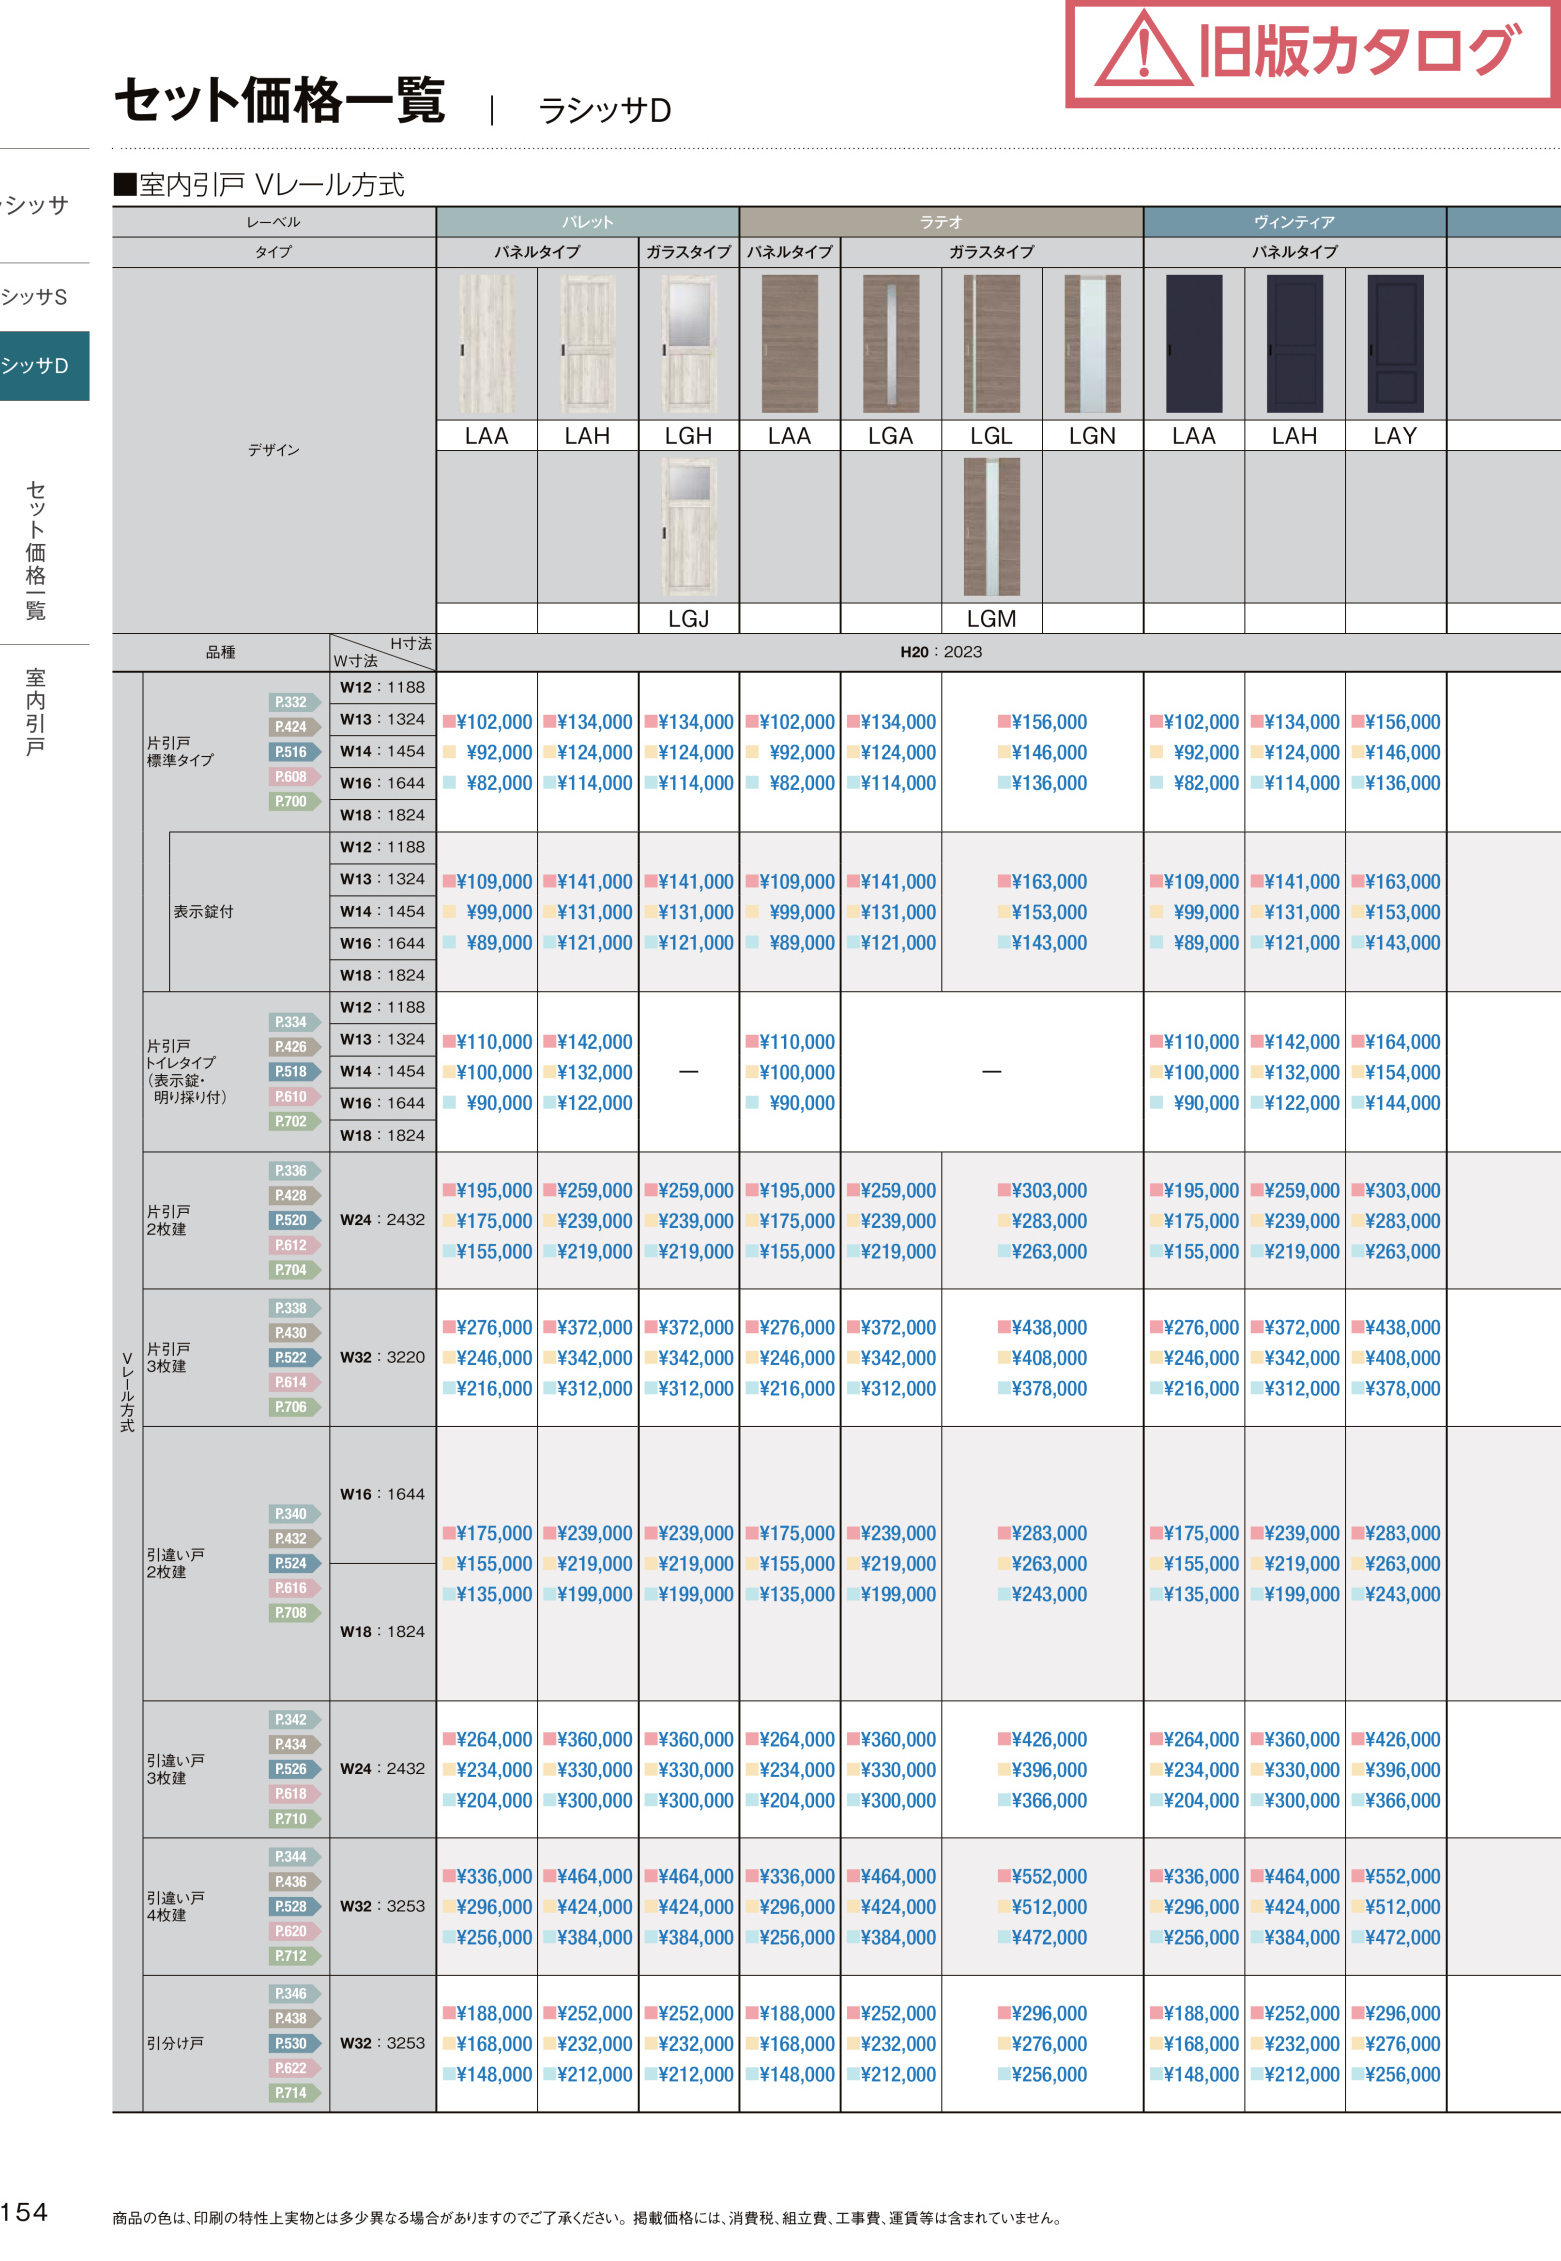 旧版カタログ
セット価格一覧 | ラシッサD
■室内引戸 Vレール方式
シッサ
シッサS
シッサD
セット価格一覧
室内引戸
レーベル パレット ラテオ ヴィンティア
タイプ パネルタイプ ガラスタイプ パネルタイプ ガラスタイプ パネルタイプ
デザイン
LAA LAH LGH LAA LGA LGL LGN LAA LAH LAY
LGJ LGM
品種 H寸法 W寸法 H20：2023
Vレール方式
片引戸
標準タイプ
P.332
P.424
P.516
P.608
P.700
W12：1188
W13：1324
W14：1454
W16：1644
W18：1824
■¥102,000 ■¥134,000 ■¥134,000 ■¥102,000 ■¥134,000 ■¥156,000 ■¥102,000 ■¥134,000 ■¥156,000
■¥92,000 ■¥124,000 ■¥124,000 ■¥92,000 ■¥124,000 ■¥146,000 ■¥92,000 ■¥124,000 ■¥146,000
■¥82,000 ■¥114,000 ■¥114,000 ■¥82,000 ■¥114,000 ■¥136,000 ■¥82,000 ■¥114,000 ■¥136,000
表示錠付
W12：1188
W13：1324
W14：1454
W16：1644
W18：1824
■¥109,000 ■¥141,000 ■¥141,000 ■¥109,000 ■¥141,000 ■¥163,000 ■¥109,000 ■¥141,000 ■¥163,000
■¥99,000 ■¥131,000 ■¥131,000 ■¥99,000 ■¥131,000 ■¥153,000 ■¥99,000 ■¥131,000 ■¥153,000
■¥89,000 ■¥121,000 ■¥121,000 ■¥89,000 ■¥121,000 ■¥143,000 ■¥89,000 ■¥121,000 ■¥143,000
片引戸
トイレタイプ
（表示錠・
明り採り付）
P.334
P.426
P.518
P.610
P.702
W12：1188
W13：1324
W14：1454
W16：1644
W18：1824
■¥110,000 ■¥142,000 ■¥110,000 ■¥110,000 ■¥142,000 ■¥164,000
■¥100,000 ■¥132,000 — ■¥100,000 — ■¥100,000 ■¥132,000 ■¥154,000
■¥90,000 ■¥122,000 ■¥90,000 ■¥90,000 ■¥122,000 ■¥144,000
片引戸
2枚建
P.336
P.428
P.520
P.612
P.704
W24：2432
■¥195,000 ■¥259,000 ■¥259,000 ■¥195,000 ■¥259,000 ■¥303,000 ■¥195,000 ■¥259,000 ■¥303,000
■¥175,000 ■¥239,000 ■¥239,000 ■¥175,000 ■¥239,000 ■¥283,000 ■¥175,000 ■¥239,000 ■¥283,000
■¥155,000 ■¥219,000 ■¥219,000 ■¥155,000 ■¥219,000 ■¥263,000 ■¥155,000 ■¥219,000 ■¥263,000
片引戸
3枚建
P.338
P.430
P.522
P.614
P.706
W32：3220
■¥276,000 ■¥372,000 ■¥372,000 ■¥276,000 ■¥372,000 ■¥438,000 ■¥276,000 ■¥372,000 ■¥438,000
■¥246,000 ■¥342,000 ■¥342,000 ■¥246,000 ■¥342,000 ■¥408,000 ■¥246,000 ■¥342,000 ■¥408,000
■¥216,000 ■¥312,000 ■¥312,000 ■¥216,000 ■¥312,000 ■¥378,000 ■¥216,000 ■¥312,000 ■¥378,000
引違い戸
2枚建
P.340
P.432
P.524
P.616
P.708
W16：1644
W18：1824
■¥175,000 ■¥239,000 ■¥239,000 ■¥175,000 ■¥239,000 ■¥283,000 ■¥175,000 ■¥239,000 ■¥283,000
■¥155,000 ■¥219,000 ■¥219,000 ■¥155,000 ■¥219,000 ■¥263,000 ■¥155,000 ■¥219,000 ■¥263,000
■¥135,000 ■¥199,000 ■¥199,000 ■¥135,000 ■¥199,000 ■¥243,000 ■¥135,000 ■¥199,000 ■¥243,000
引違い戸
3枚建
P.342
P.434
P.526
P.618
P.710
W24：2432
■¥264,000 ■¥360,000 ■¥360,000 ■¥264,000 ■¥360,000 ■¥426,000 ■¥264,000 ■¥360,000 ■¥426,000
■¥234,000 ■¥330,000 ■¥330,000 ■¥234,000 ■¥330,000 ■¥396,000 ■¥234,000 ■¥330,000 ■¥396,000
■¥204,000 ■¥300,000 ■¥300,000 ■¥204,000 ■¥300,000 ■¥366,000 ■¥204,000 ■¥300,000 ■¥366,000
引違い戸
4枚建
P.344
P.436
P.528
P.620
P.712
W32：3253
■¥336,000 ■¥464,000 ■¥464,000 ■¥336,000 ■¥464,000 ■¥552,000 ■¥336,000 ■¥464,000 ■¥552,000
■¥296,000 ■¥424,000 ■¥424,000 ■¥296,000 ■¥424,000 ■¥512,000 ■¥296,000 ■¥424,000 ■¥512,000
■¥256,000 ■¥384,000 ■¥384,000 ■¥256,000 ■¥384,000 ■¥472,000 ■¥256,000 ■¥384,000 ■¥472,000
引分け戸
P.346
P.438
P.530
P.622
P.714
W32：3253
■¥188,000 ■¥252,000 ■¥252,000 ■¥188,000 ■¥252,000 ■¥296,000 ■¥188,000 ■¥252,000 ■¥296,000
■¥168,000 ■¥232,000 ■¥232,000 ■¥168,000 ■¥232,000 ■¥276,000 ■¥168,000 ■¥232,000 ■¥276,000
■¥148,000 ■¥212,000 ■¥212,000 ■¥148,000 ■¥212,000 ■¥256,000 ■¥148,000 ■¥212,000 ■¥256,000
154 商品の色は、印刷の特性上実物とは多少異なる場合がありますのでご了承ください。掲載価格には、消費税、組立費、工事費、運賃等は含まれていません。